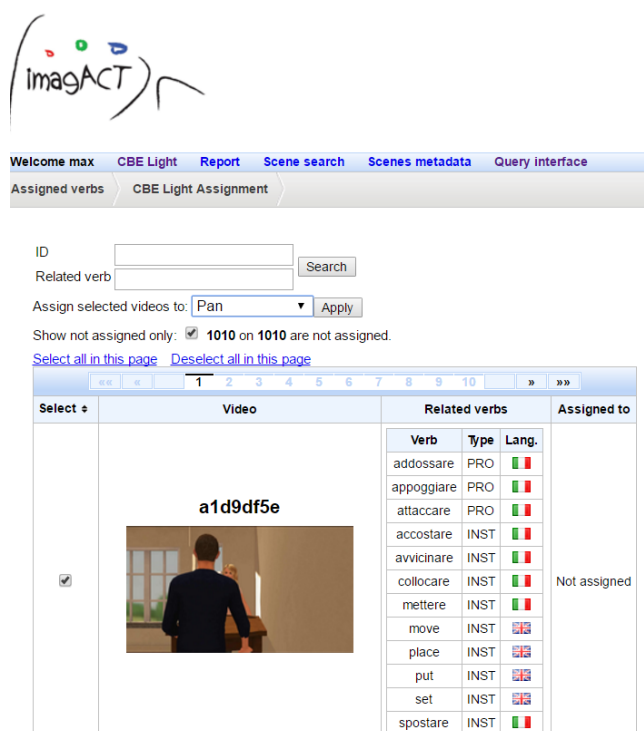 imagACT
Welcome max CBE Light Report Scene search Scenes metadata Query interface
Assigned verbs CBE Light Assignment
ID
Search
Related verb
Assign selected videos to: Pan ▼ Apply
Show not assigned only: 1010 on 1010 are not assigned.
Select all in this page Deselect all in this page
«« « 1 2 3 4 5 6 7 8 9 10 » »»
Select Video Related verbs Assigned to
Verb Type Lang.
addossare PRO
appoggiare PRO
a1d9df5e
attaccare PRO
accostare INST
avvicinare INST
collocare INST
Not assigned
mettere INST
move INST
place INST
put INST
set INST
spostare INST